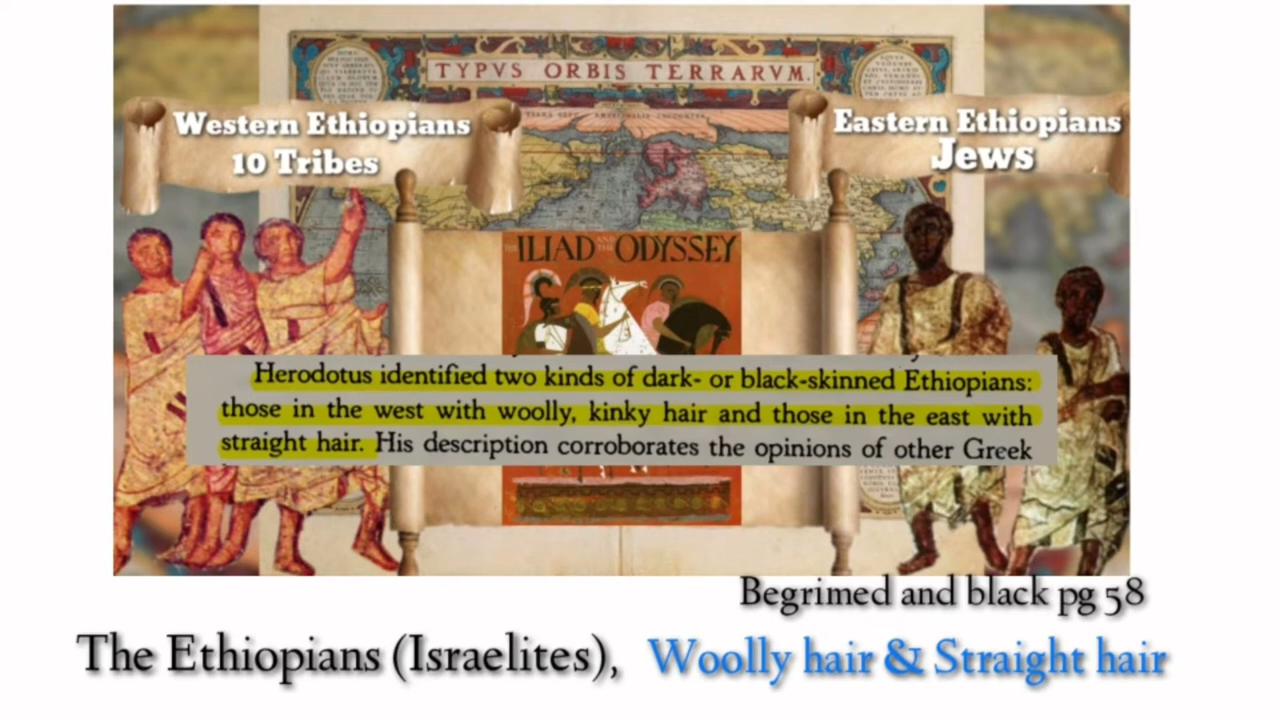 TYPVS ORBIS TERRARVM.
Western Ethiopians
10 Tribes
Eastern Ethiopians
Jews
THE ILIAD AND THE ODYSSEY
Herodotus identified two kinds of dark- or black-skinned Ethiopians:
those in the west with woolly, kinky hair and those in the east with
straight hair. His description corroborates the opinions of other Greek
Begrimed and black pg 58
The Ethiopians (Israelites), Woolly hair & Straight hair